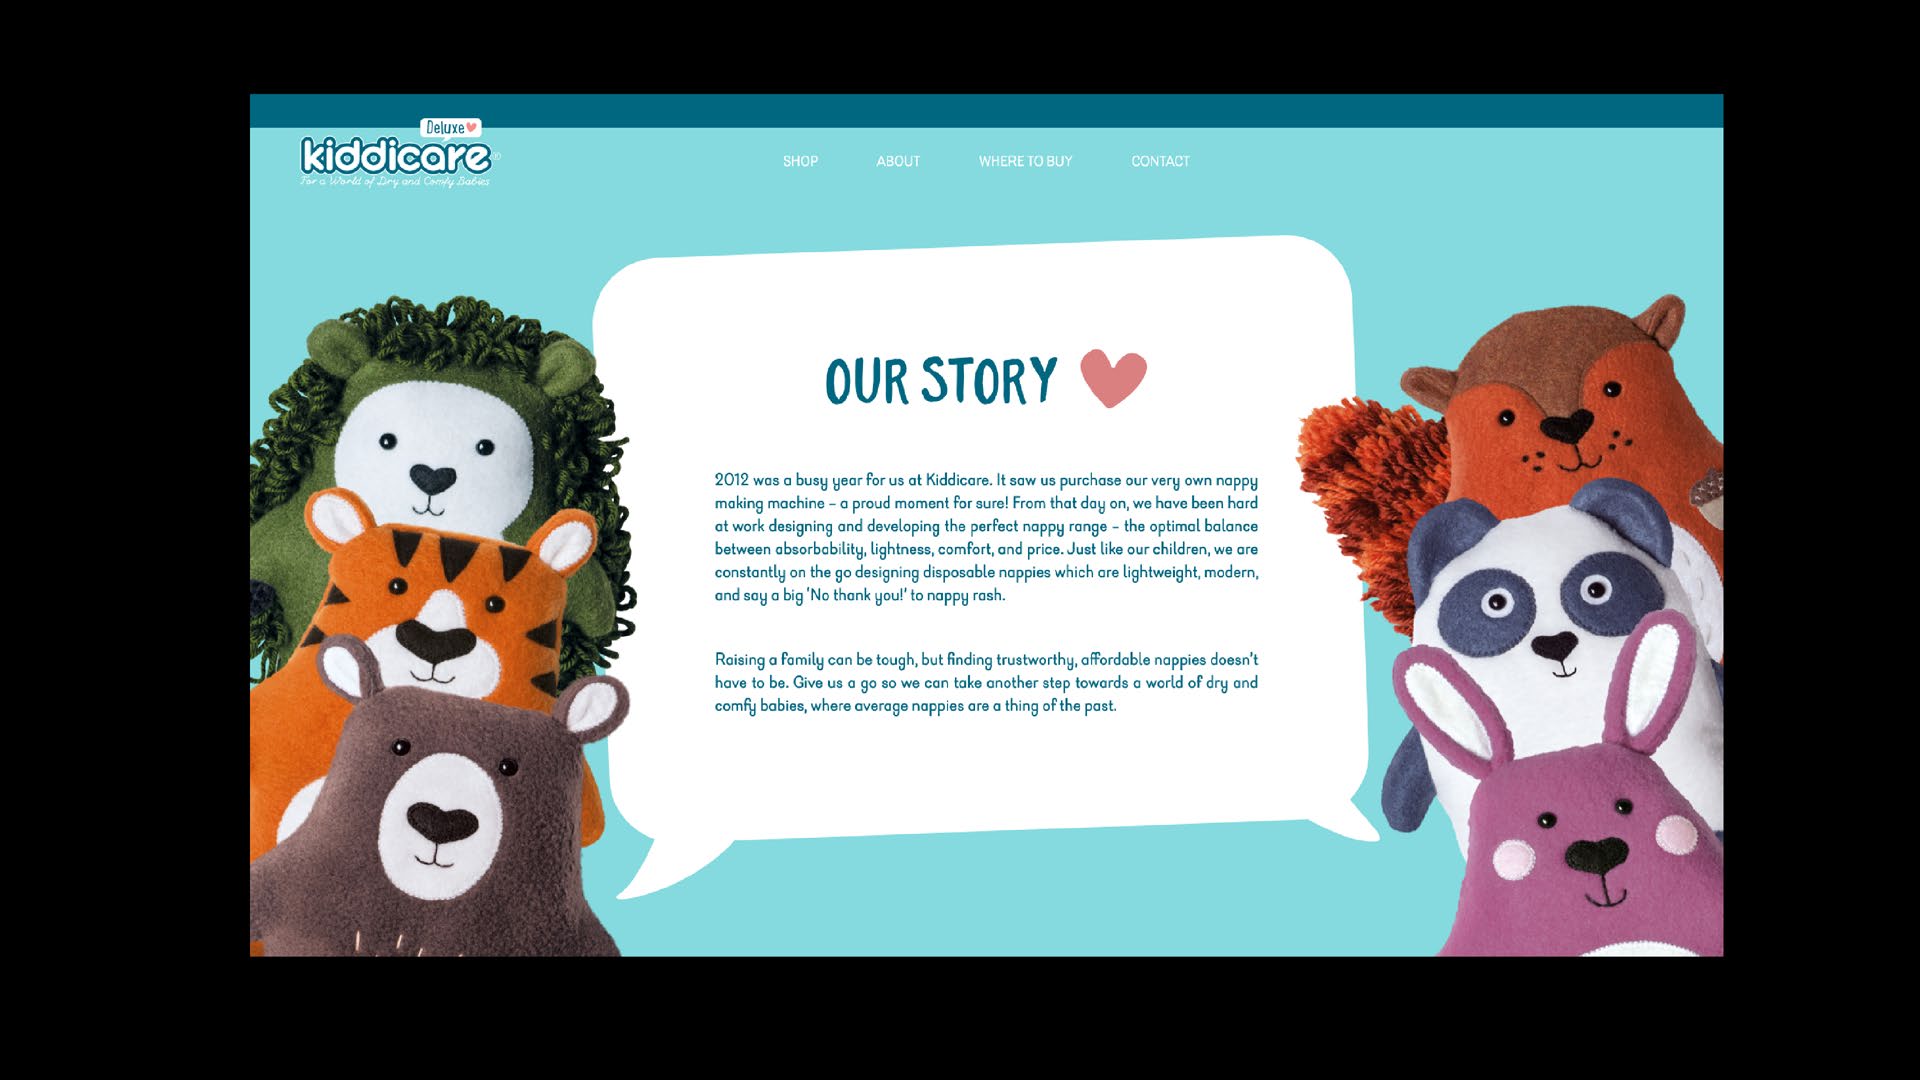 Deluxe
kiddicare®
For a World of Dry and Comfy Babies
SHOP ABOUT WHERE TO BUY CONTACT
OUR STORY
2012 was a busy year for us at Kiddicare. It saw us purchase our very own nappy
making machine – a proud moment for sure! From that day on, we have been hard
at work designing and developing the perfect nappy range – the optimal balance
between absorbability, lightness, comfort, and price. Just like our children, we are
constantly on the go designing disposable nappies which are lightweight, modern,
and say a big ‘No thank you!’ to nappy rash.
Raising a family can be tough, but finding trustworthy, affordable nappies doesn’t
have to be. Give us a go so we can take another step towards a world of dry and
comfy babies, where average nappies are a thing of the past.